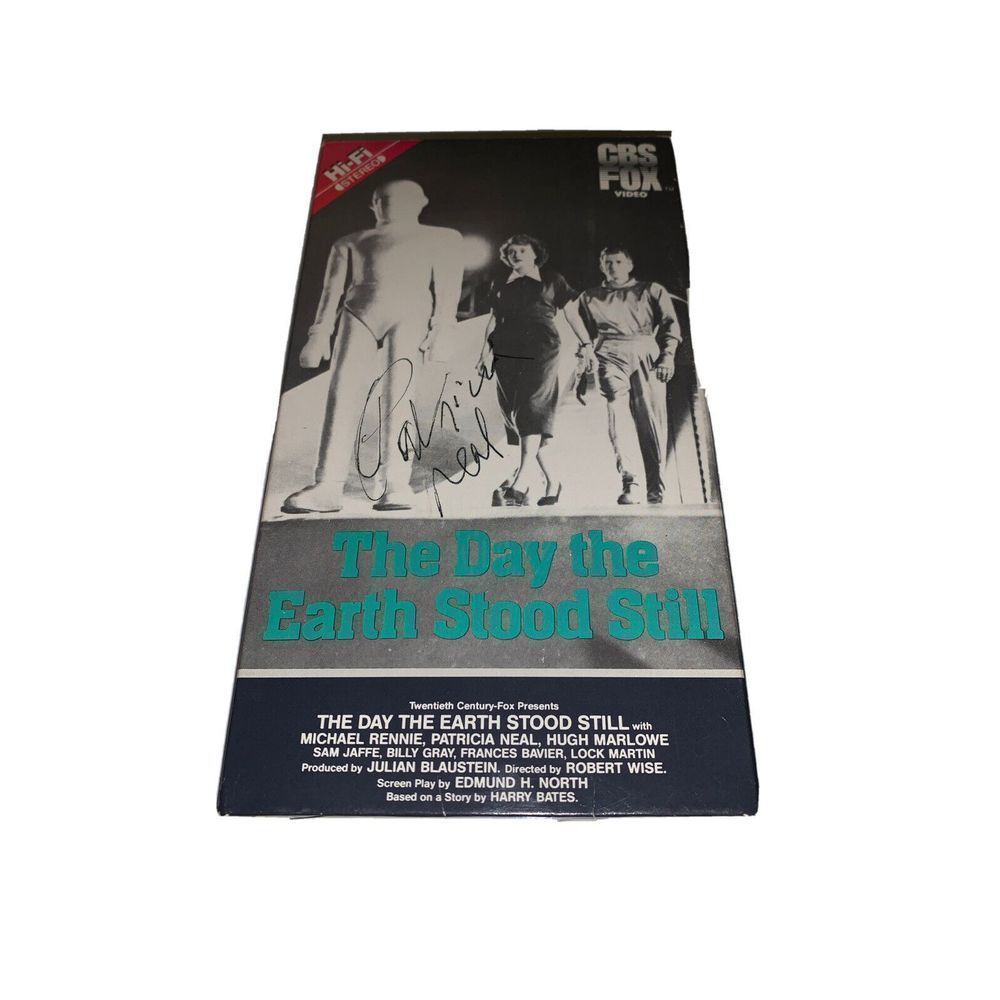 Hi-Fi
STEREO
CBS
FOX TM
VIDEO
Patricia
Neal
The Day the
Earth Stood Still
Twentieth Century-Fox Presents
THE DAY THE EARTH STOOD STILL with
MICHAEL RENNIE, PATRICIA NEAL, HUGH MARLOWE
SAM JAFFE, BILLY GRAY, FRANCES BAVIER, LOCK MARTIN
Produced by JULIAN BLAUSTEIN. Directed by ROBERT WISE.
Screen Play by EDMUND H. NORTH
Based on a Story by HARRY BATES.